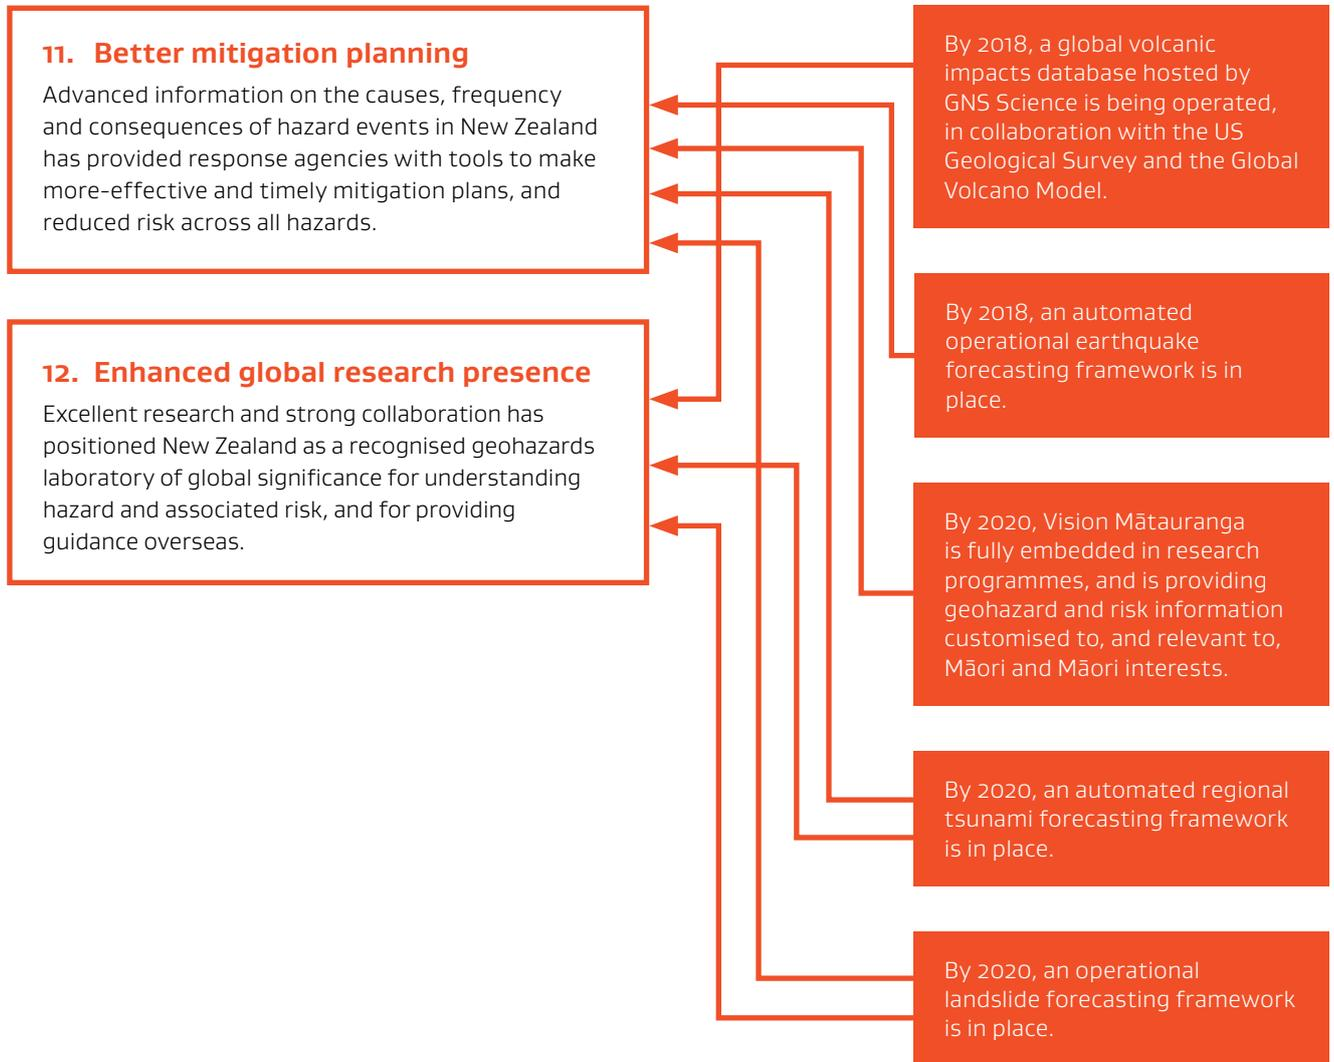 11. Better mitigation planning
Advanced information on the causes, frequency
and consequences of hazard events in New Zealand
has provided response agencies with tools to make
more-effective and timely mitigation plans, and
reduced risk across all hazards.
12. Enhanced global research presence
Excellent research and strong collaboration has
positioned New Zealand as a recognised geohazards
laboratory of global significance for understanding
hazard and associated risk, and for providing
guidance overseas.
By 2018, a global volcanic
impacts database hosted by
GNS Science is being operated,
in collaboration with the US
Geological Survey and the Global
Volcano Model.
By 2018, an automated
operational earthquake
forecasting framework is in
place.
By 2020, Vision Mātauranga
is fully embedded in research
programmes, and is providing
geohazard and risk information
customised to, and relevant to,
Māori and Māori interests.
By 2020, an automated regional
tsunami forecasting framework
is in place.
By 2020, an operational
landslide forecasting framework
is in place.